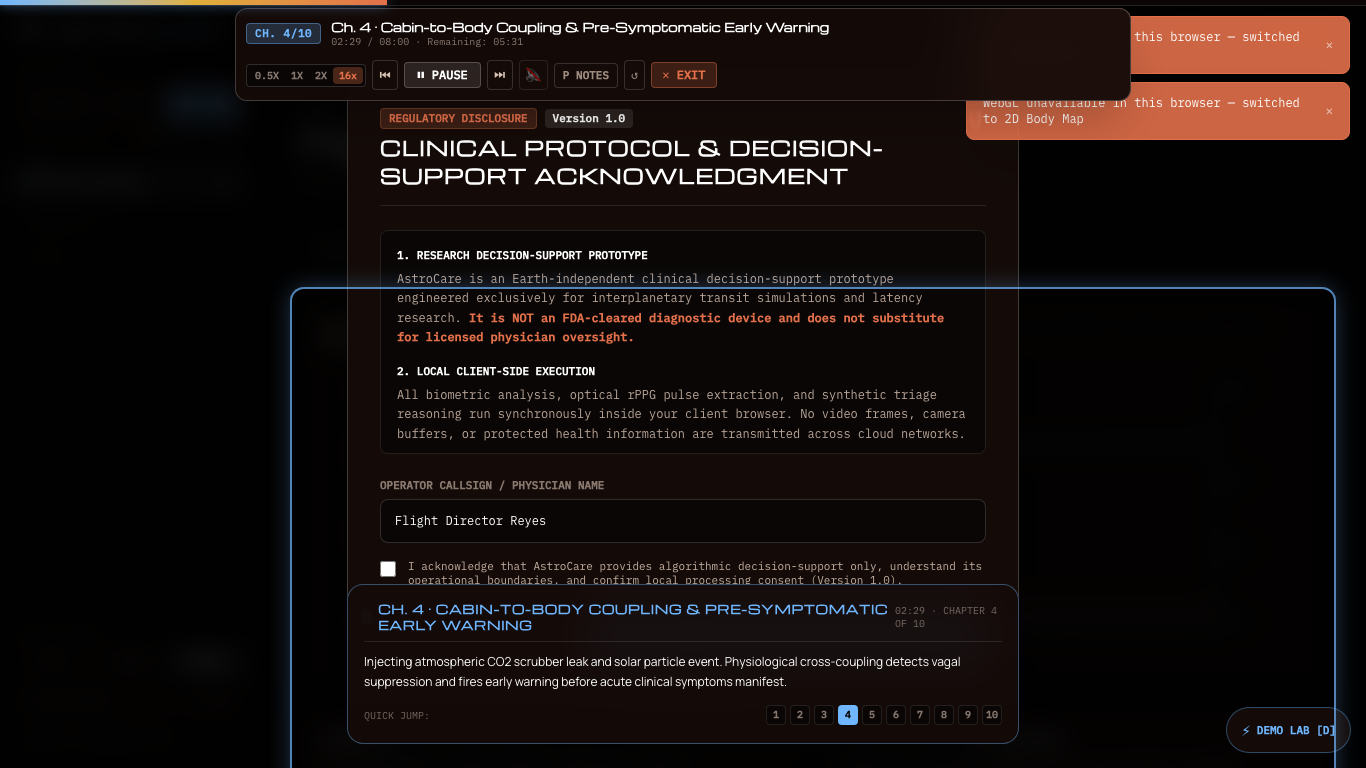 CH. 4/10
Ch. 4 · Cabin-to-Body Coupling & Pre-Symptomatic Early Warning
02:29 / 08:00 · Remaining: 05:31
0.5X 1X 2X 16x
⏮ ⏸ PAUSE ⏭ P NOTES ↺ ✕ EXIT
this browser — switched
×
WebGL unavailable in this browser — switched
to 2D Body Map
×
REGULATORY DISCLOSURE Version 1.0
CLINICAL PROTOCOL & DECISION-
SUPPORT ACKNOWLEDGMENT
1. RESEARCH DECISION-SUPPORT PROTOTYPE
AstroCare is an Earth-independent clinical decision-support prototype
engineered exclusively for interplanetary transit simulations and latency
research. It is NOT an FDA-cleared diagnostic device and does not substitute
for licensed physician oversight.
2. LOCAL CLIENT-SIDE EXECUTION
All biometric analysis, optical rPPG pulse extraction, and synthetic triage
reasoning run synchronously inside your client browser. No video frames, camera
buffers, or protected health information are transmitted across cloud networks.
OPERATOR CALLSIGN / PHYSICIAN NAME
Flight Director Reyes
I acknowledge that AstroCare provides algorithmic decision-support only, understand its
operational boundaries, and confirm local processing consent (Version 1.0).
CH. 4 · CABIN-TO-BODY COUPLING & PRE-SYMPTOMATIC
EARLY WARNING
02:29 · CHAPTER 4
OF 10
Injecting atmospheric CO2 scrubber leak and solar particle event. Physiological cross-coupling detects vagal
suppression and fires early warning before acute clinical symptoms manifest.
QUICK JUMP:
1 2 3 4 5 6 7 8 9 10
⚡ DEMO LAB [D]